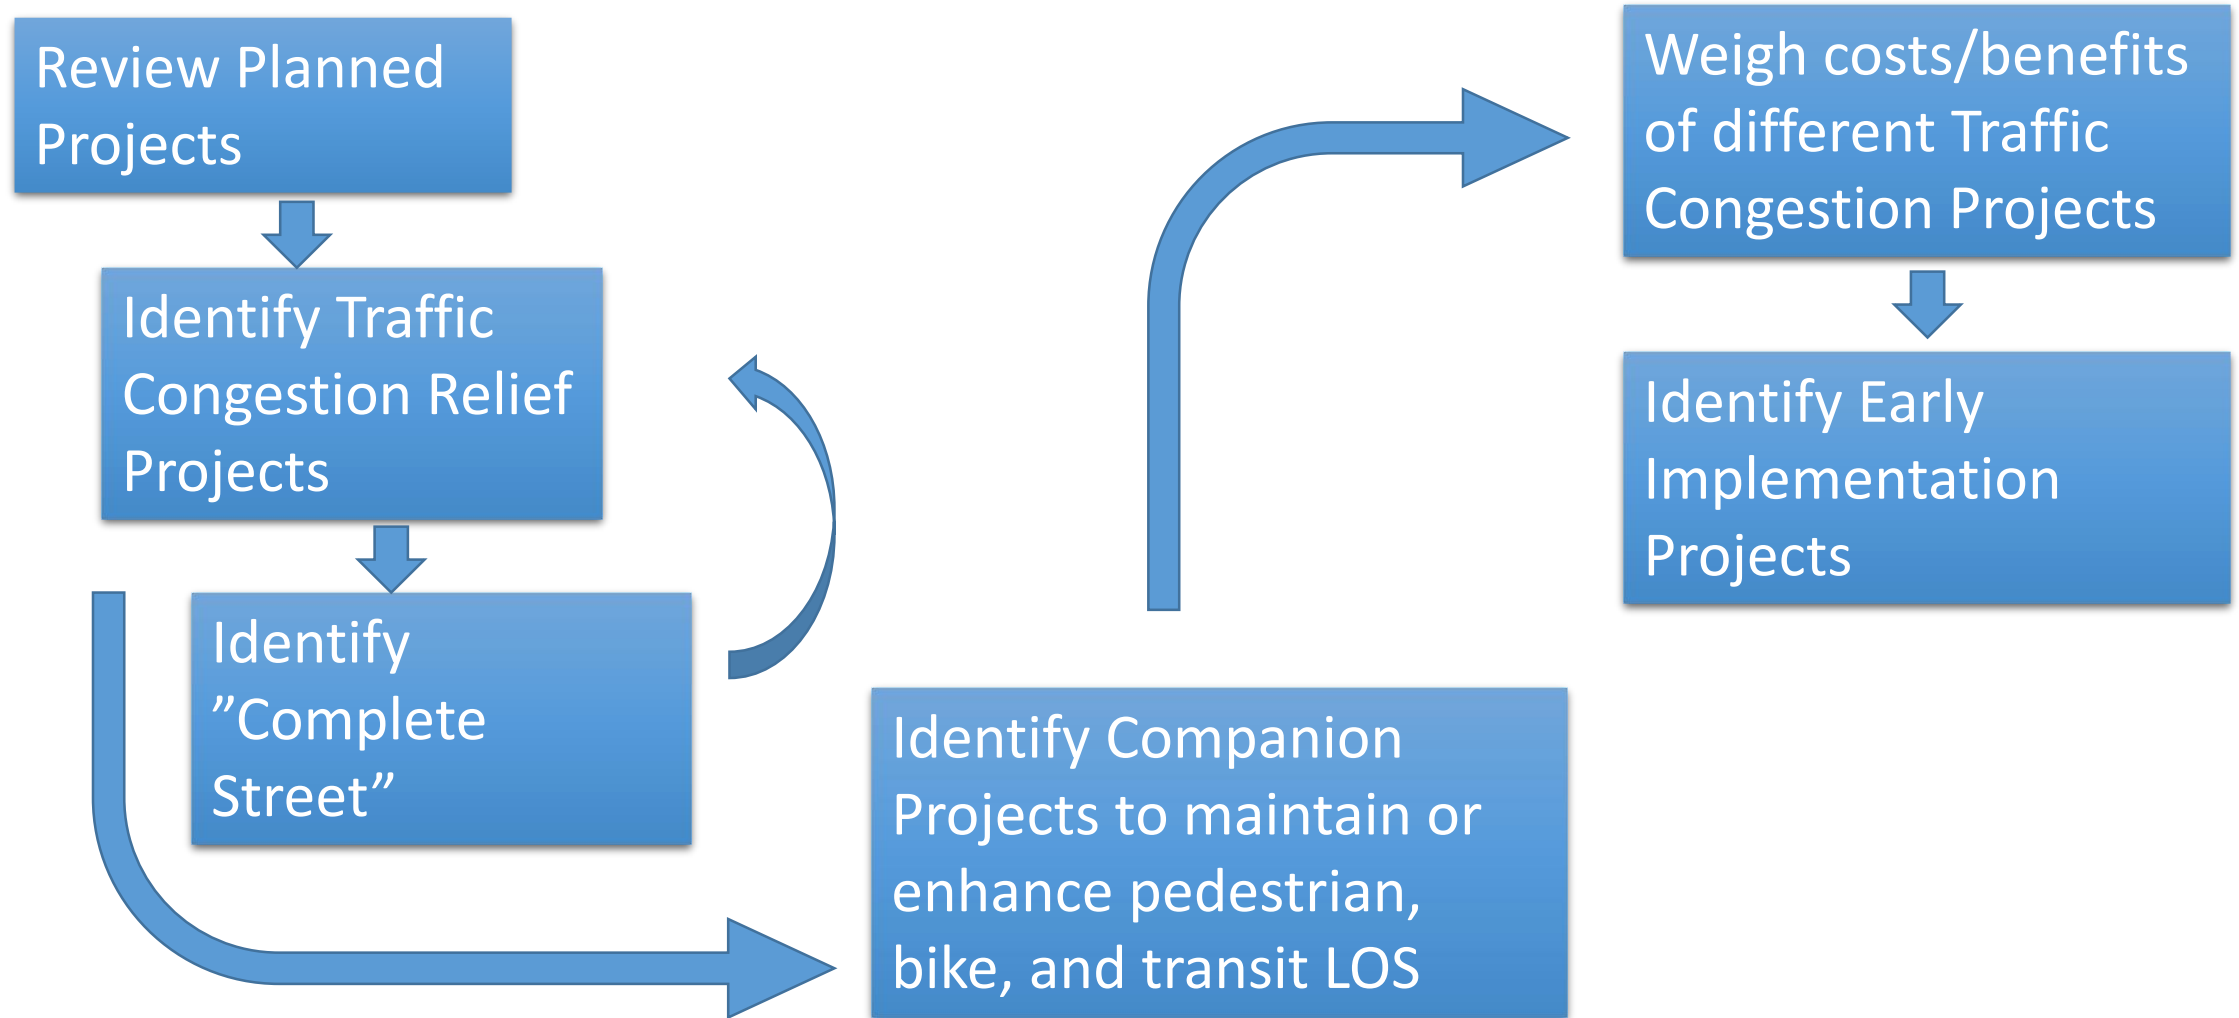 Review Planned
Projects
Identify Traffic
Congestion Relief
Projects
Identify
”Complete
Street”
Identify Companion
Projects to maintain or
enhance pedestrian,
bike, and transit LOS
Weigh costs/benefits
of different Traffic
Congestion Projects
Identify Early
Implementation
Projects